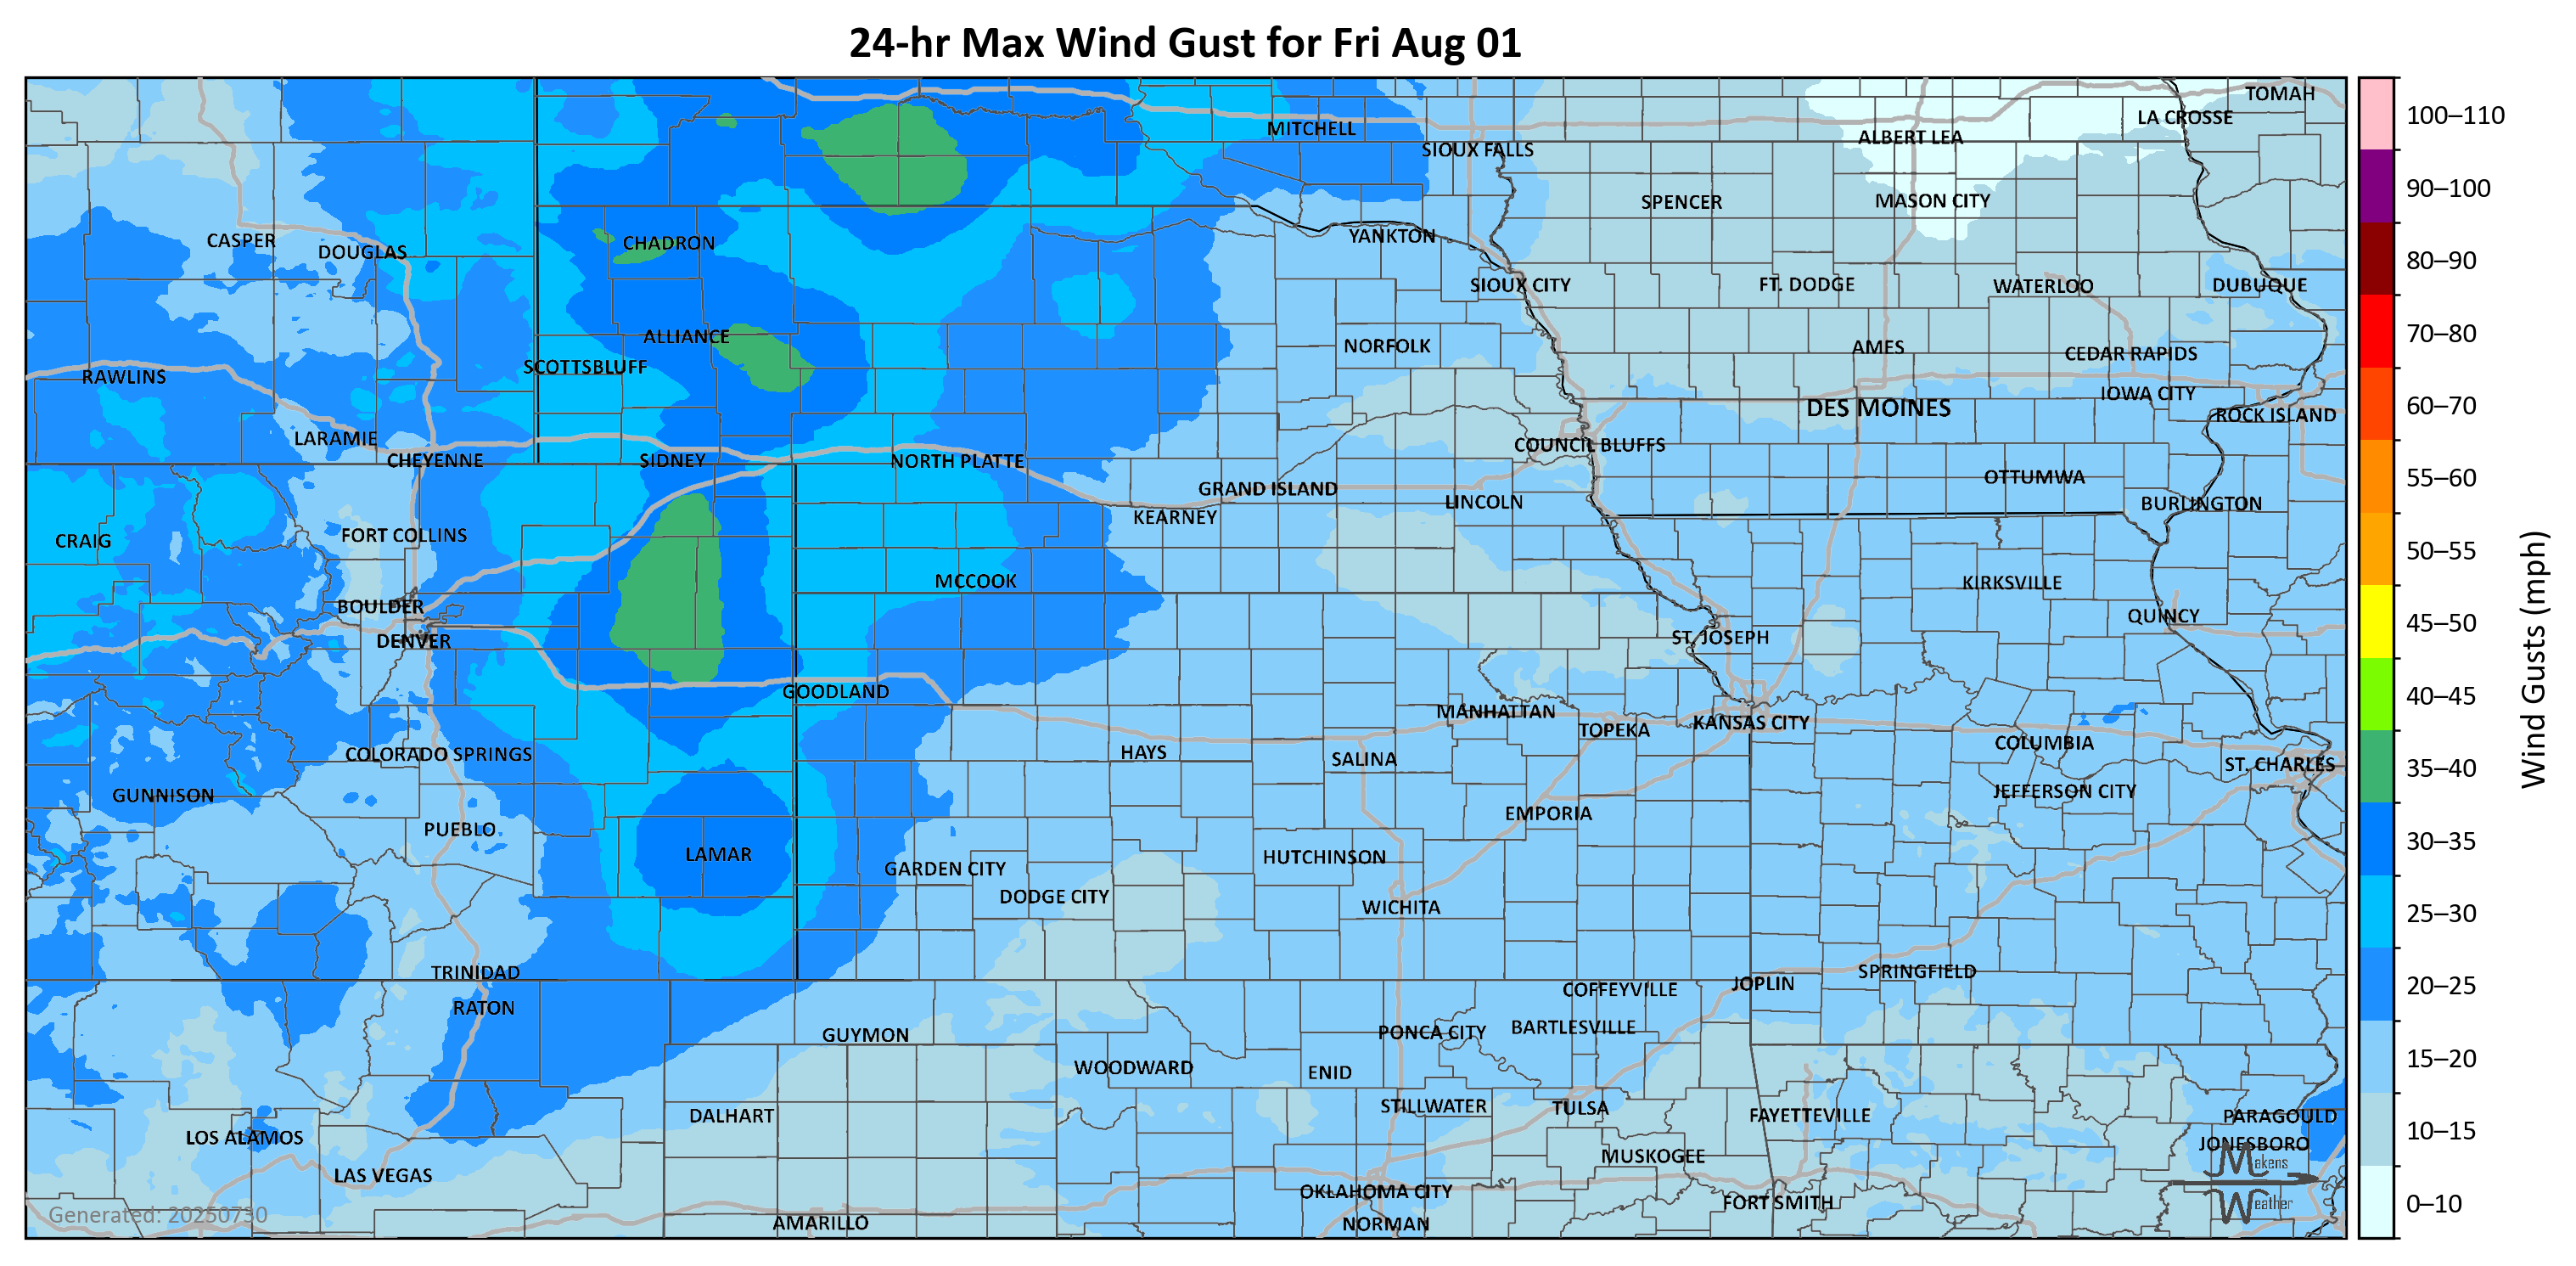 24-hr Max Wind Gust for Fri Aug 01
TOMAH
LA CROSSE
MITCHELL
ALBERT LEA
SIOUX FALLS
SPENCER
MASON CITY
CASPER
DOUGLAS
CHADRON
YANKTON
SIOUX CITY
FT. DODGE
WATERLOO
DUBUQUE
ALLIANCE
NORFOLK
AMES
CEDAR RAPIDS
SCOTTSBLUFF
RAWLINS
IOWA CITY
DES MOINES
ROCK ISLAND
LARAMIE
COUNCIL BLUFFS
CHEYENNE
SIDNEY
NORTH PLATTE
OTTUMWA
GRAND ISLAND
LINCOLN
BURLINGTON
KEARNEY
CRAIG
FORT COLLINS
MCCOOK
KIRKSVILLE
BOULDER
QUINCY
DENVER
ST. JOSEPH
GOODLAND
MANHATTAN
TOPEKA
KANSAS CITY
COLUMBIA
COLORADO SPRINGS
HAYS
SALINA
ST. CHARLES
GUNNISON
JEFFERSON CITY
EMPORIA
PUEBLO
LAMAR
HUTCHINSON
GARDEN CITY
DODGE CITY
WICHITA
TRINIDAD
SPRINGFIELD
JOPLIN
COFFEYVILLE
RATON
GUYMON
PONCA CITY
BARTLESVILLE
WOODWARD
ENID
STILLWATER
TULSA
DALHART
FAYETTEVILLE
PARAGOULD
LOS ALAMOS
JONESBORO
MUSKOGEE
LAS VEGAS
OKLAHOMA CITY
FORT SMITH
AMARILLO
NORMAN
Generated: 20250730
Makens
Weather
100–110
90–100
80–90
70–80
60–70
55–60
50–55
45–50
40–45
35–40
30–35
25–30
20–25
15–20
10–15
0–10
Wind Gusts (mph)